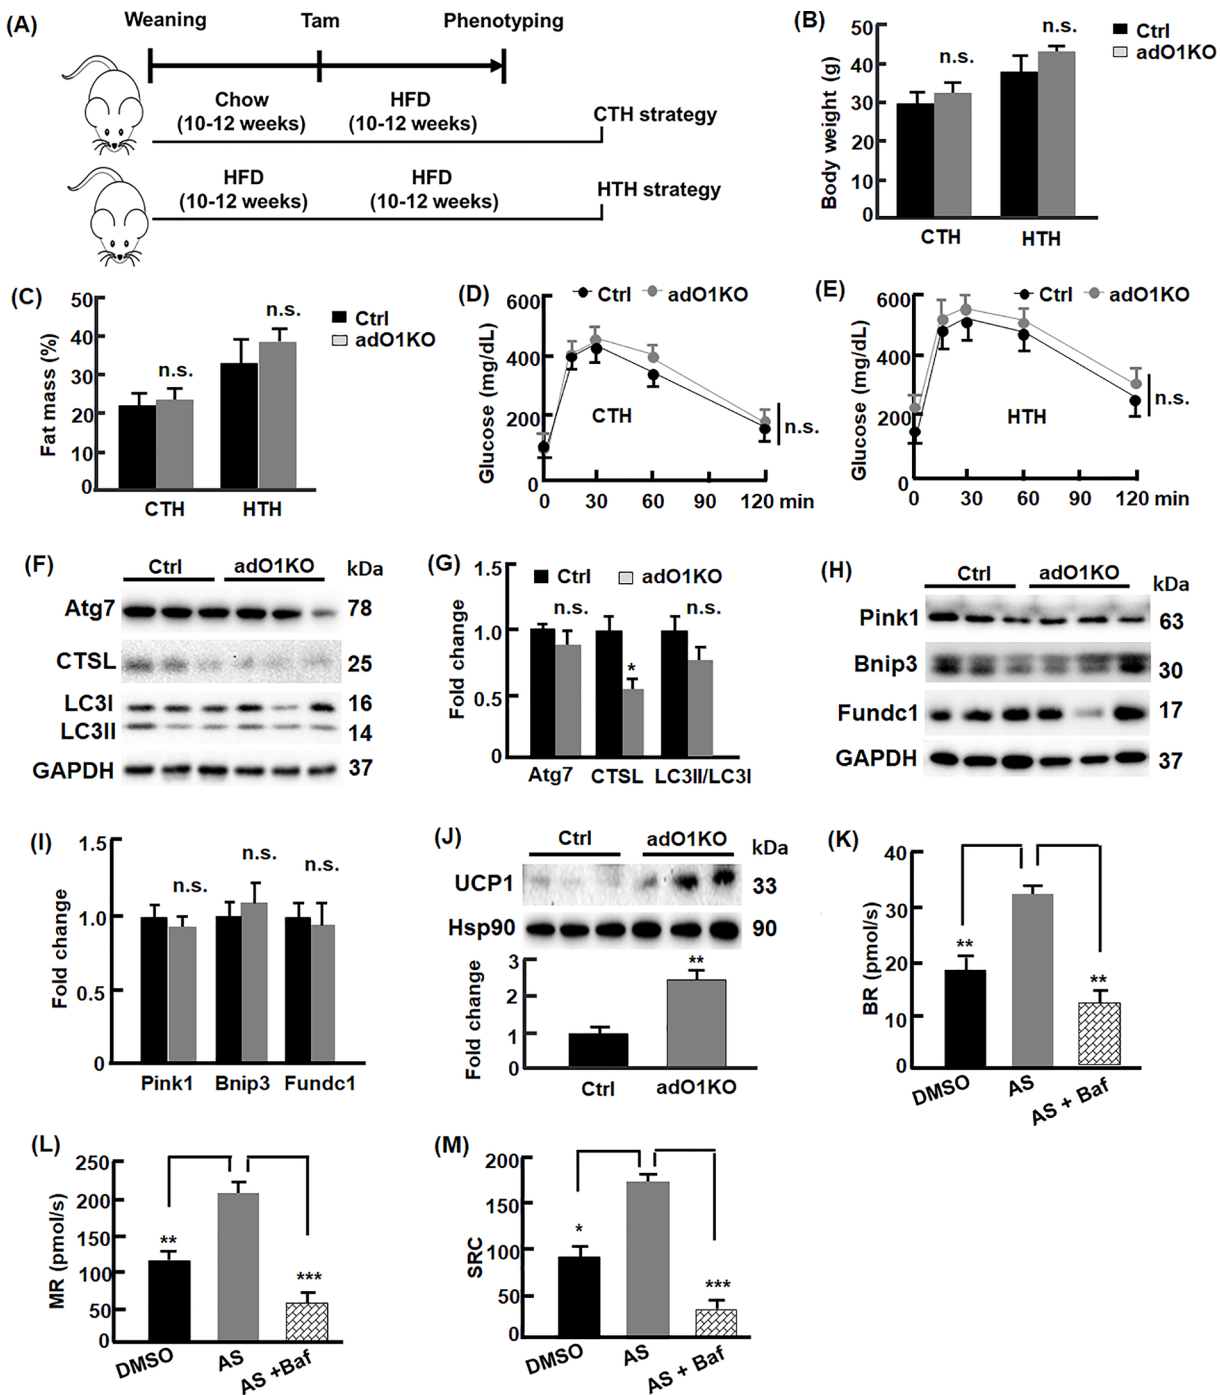 (A)
Weaning Tam Phenotyping
Chow
(10-12 weeks)
HFD
(10-12 weeks)
CTH strategy
HFD
(10-12 weeks)
HFD
(10-12 weeks)
HTH strategy
(B)
Ctrl
adO1KO
Body weight (g)
50
40
30
20
10
0
n.s.
n.s.
CTH HTH
(C)
Ctrl
adO1KO
Fat mass (%)
50
40
30
20
10
0
n.s.
n.s.
CTH HTH
(D)
Ctrl adO1KO
Glucose (mg/dL)
600
400
200
0
CTH
n.s.
0 30 60 90 120 min
(E)
Ctrl adO1KO
Glucose (mg/dL)
600
400
200
0
HTH
n.s.
0 30 60 90 120 min
(F)
Ctrl adO1KO kDa
Atg7 78
CTSL 25
LC3I 16
LC3II 14
GAPDH 37
(G)
Ctrl adO1KO
Fold change
1.5
1.0
0.5
0
n.s.
*
n.s.
Atg7 CTSL LC3II/LC3I
(H)
Ctrl adO1KO kDa
Pink1 63
Bnip3 30
Fundc1 17
GAPDH 37
(I)
Fold change
1.5
1.0
0.5
0
n.s.
n.s.
n.s.
Pink1 Bnip3 Fundc1
(J)
Ctrl adO1KO kDa
UCP1 33
Hsp90 90
Fold change
3
2
1
0
**
Ctrl adO1KO
(K)
BR (pmol/s)
40
30
20
10
0
**
**
DMSO AS AS + Baf
(L)
MR (pmol/s)
250
200
150
100
50
0
**
***
DMSO AS AS +Baf
(M)
SRC
200
150
100
50
0
*
***
DMSO AS AS + Baf